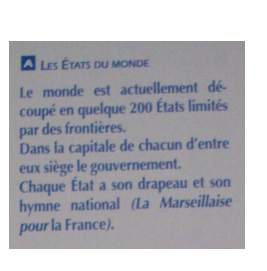 A LES ÉTATS DU MONDE
Le monde est actuellement dé-
coupé en quelque 200 États limités
par des frontières.
Dans la capitale de chacun d'entre
eux siège le gouvernement.
Chaque État a son drapeau et son
hymne national (La Marseillaise
pour la France).